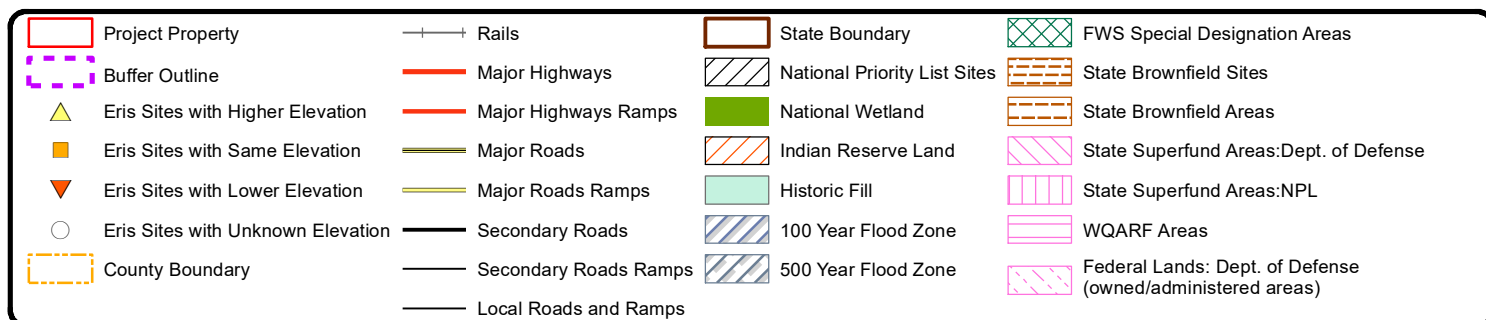 Project Property
Buffer Outline
Eris Sites with Higher Elevation
Eris Sites with Same Elevation
Eris Sites with Lower Elevation
Eris Sites with Unknown Elevation
County Boundary
Rails
Major Highways
Major Highways Ramps
Major Roads
Major Roads Ramps
Secondary Roads
Secondary Roads Ramps
Local Roads and Ramps
State Boundary
National Priority List Sites
National Wetland
Indian Reserve Land
Historic Fill
100 Year Flood Zone
500 Year Flood Zone
FWS Special Designation Areas
State Brownfield Sites
State Brownfield Areas
State Superfund Areas:Dept. of Defense
State Superfund Areas:NPL
WQARF Areas
Federal Lands: Dept. of Defense
(owned/administered areas)